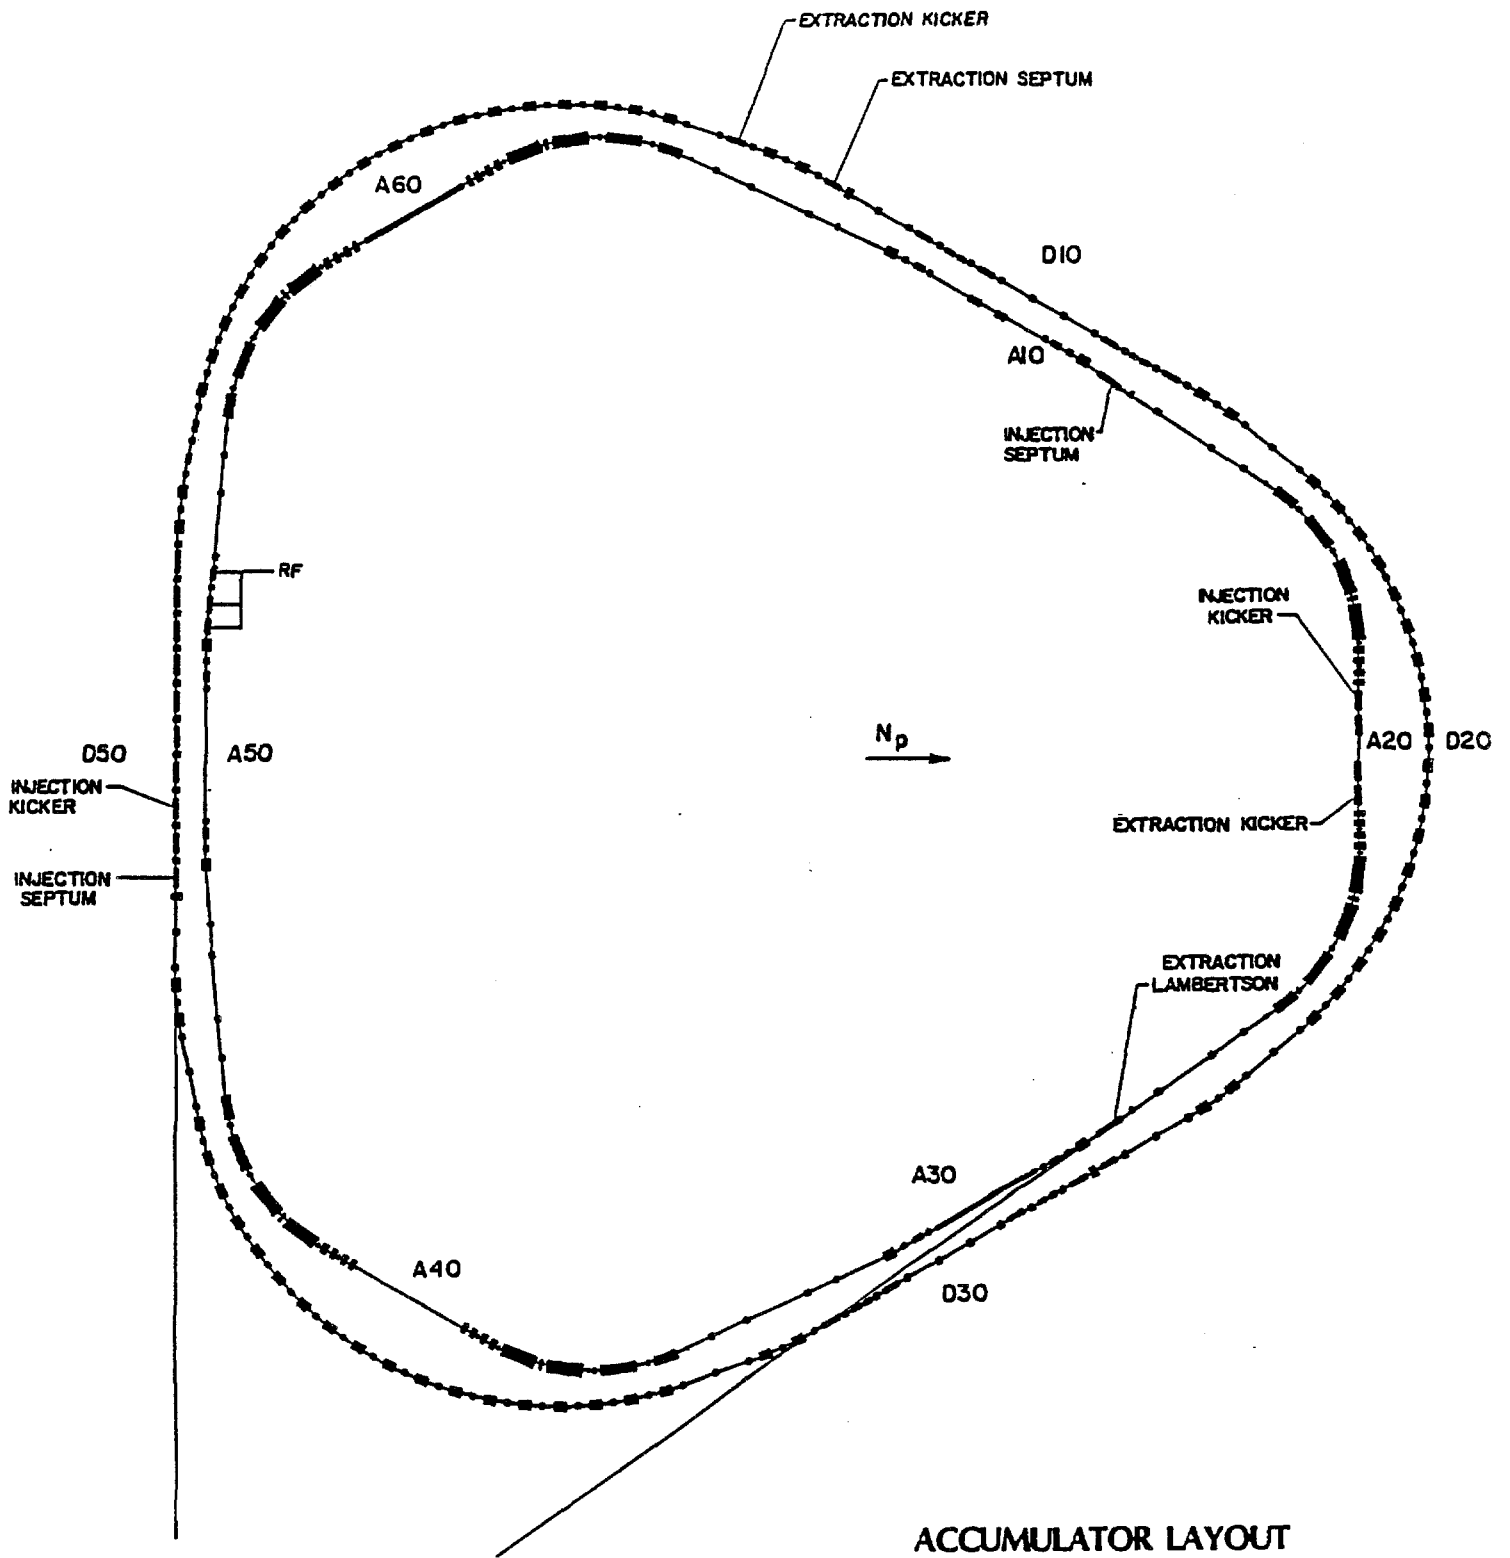 EXTRACTION KICKER
EXTRACTION SEPTUM
A60
D10
A10
INJECTION
SEPTUM
RF
INJECTION
KICKER
Np
D50
A50
A20
D20
INJECTION
KICKER
EXTRACTION KICKER
INJECTION
SEPTUM
EXTRACTION
LAMBERTSON
A30
A40
D30
ACCUMULATOR LAYOUT